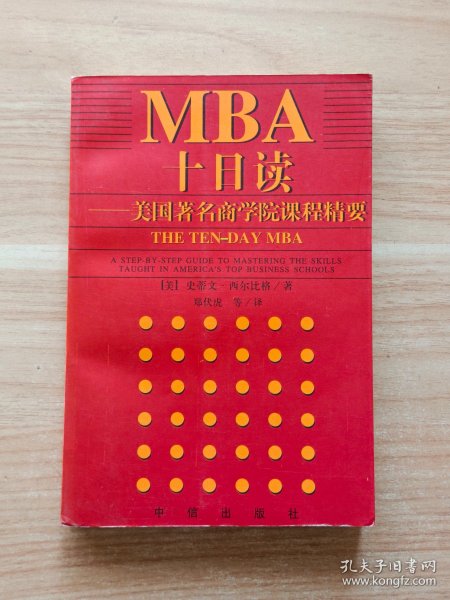 MBA
十日读
——美国著名商学院课程精要
THE TEN-DAY MBA
A STEP-BY-STEP GUIDE TO MASTERING THE SKILLS
TAUGHT IN AMERICA'S TOP BUSINESS SCHOOLS
[美] 史蒂文·西尔比格／著
郑伏虎 等／译
中信出版社
孔夫子旧书网
www.kongfz.com